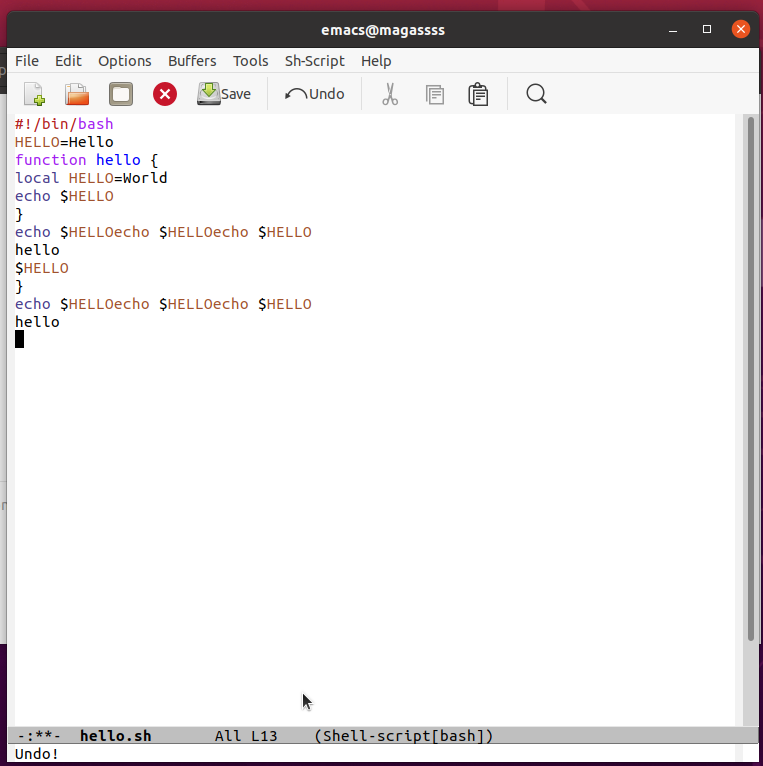 emacs@magassss
File Edit Options Buffers Tools Sh-Script Help
Save Undo
#!/bin/bash
HELLO=Hello
function hello {
local HELLO=World
echo $HELLO
}
echo $HELLOecho $HELLOecho $HELLO
hello
$HELLO
}
echo $HELLOecho $HELLOecho $HELLO
hello
-:**- hello.sh All L13 (Shell-script[bash])
Undo!